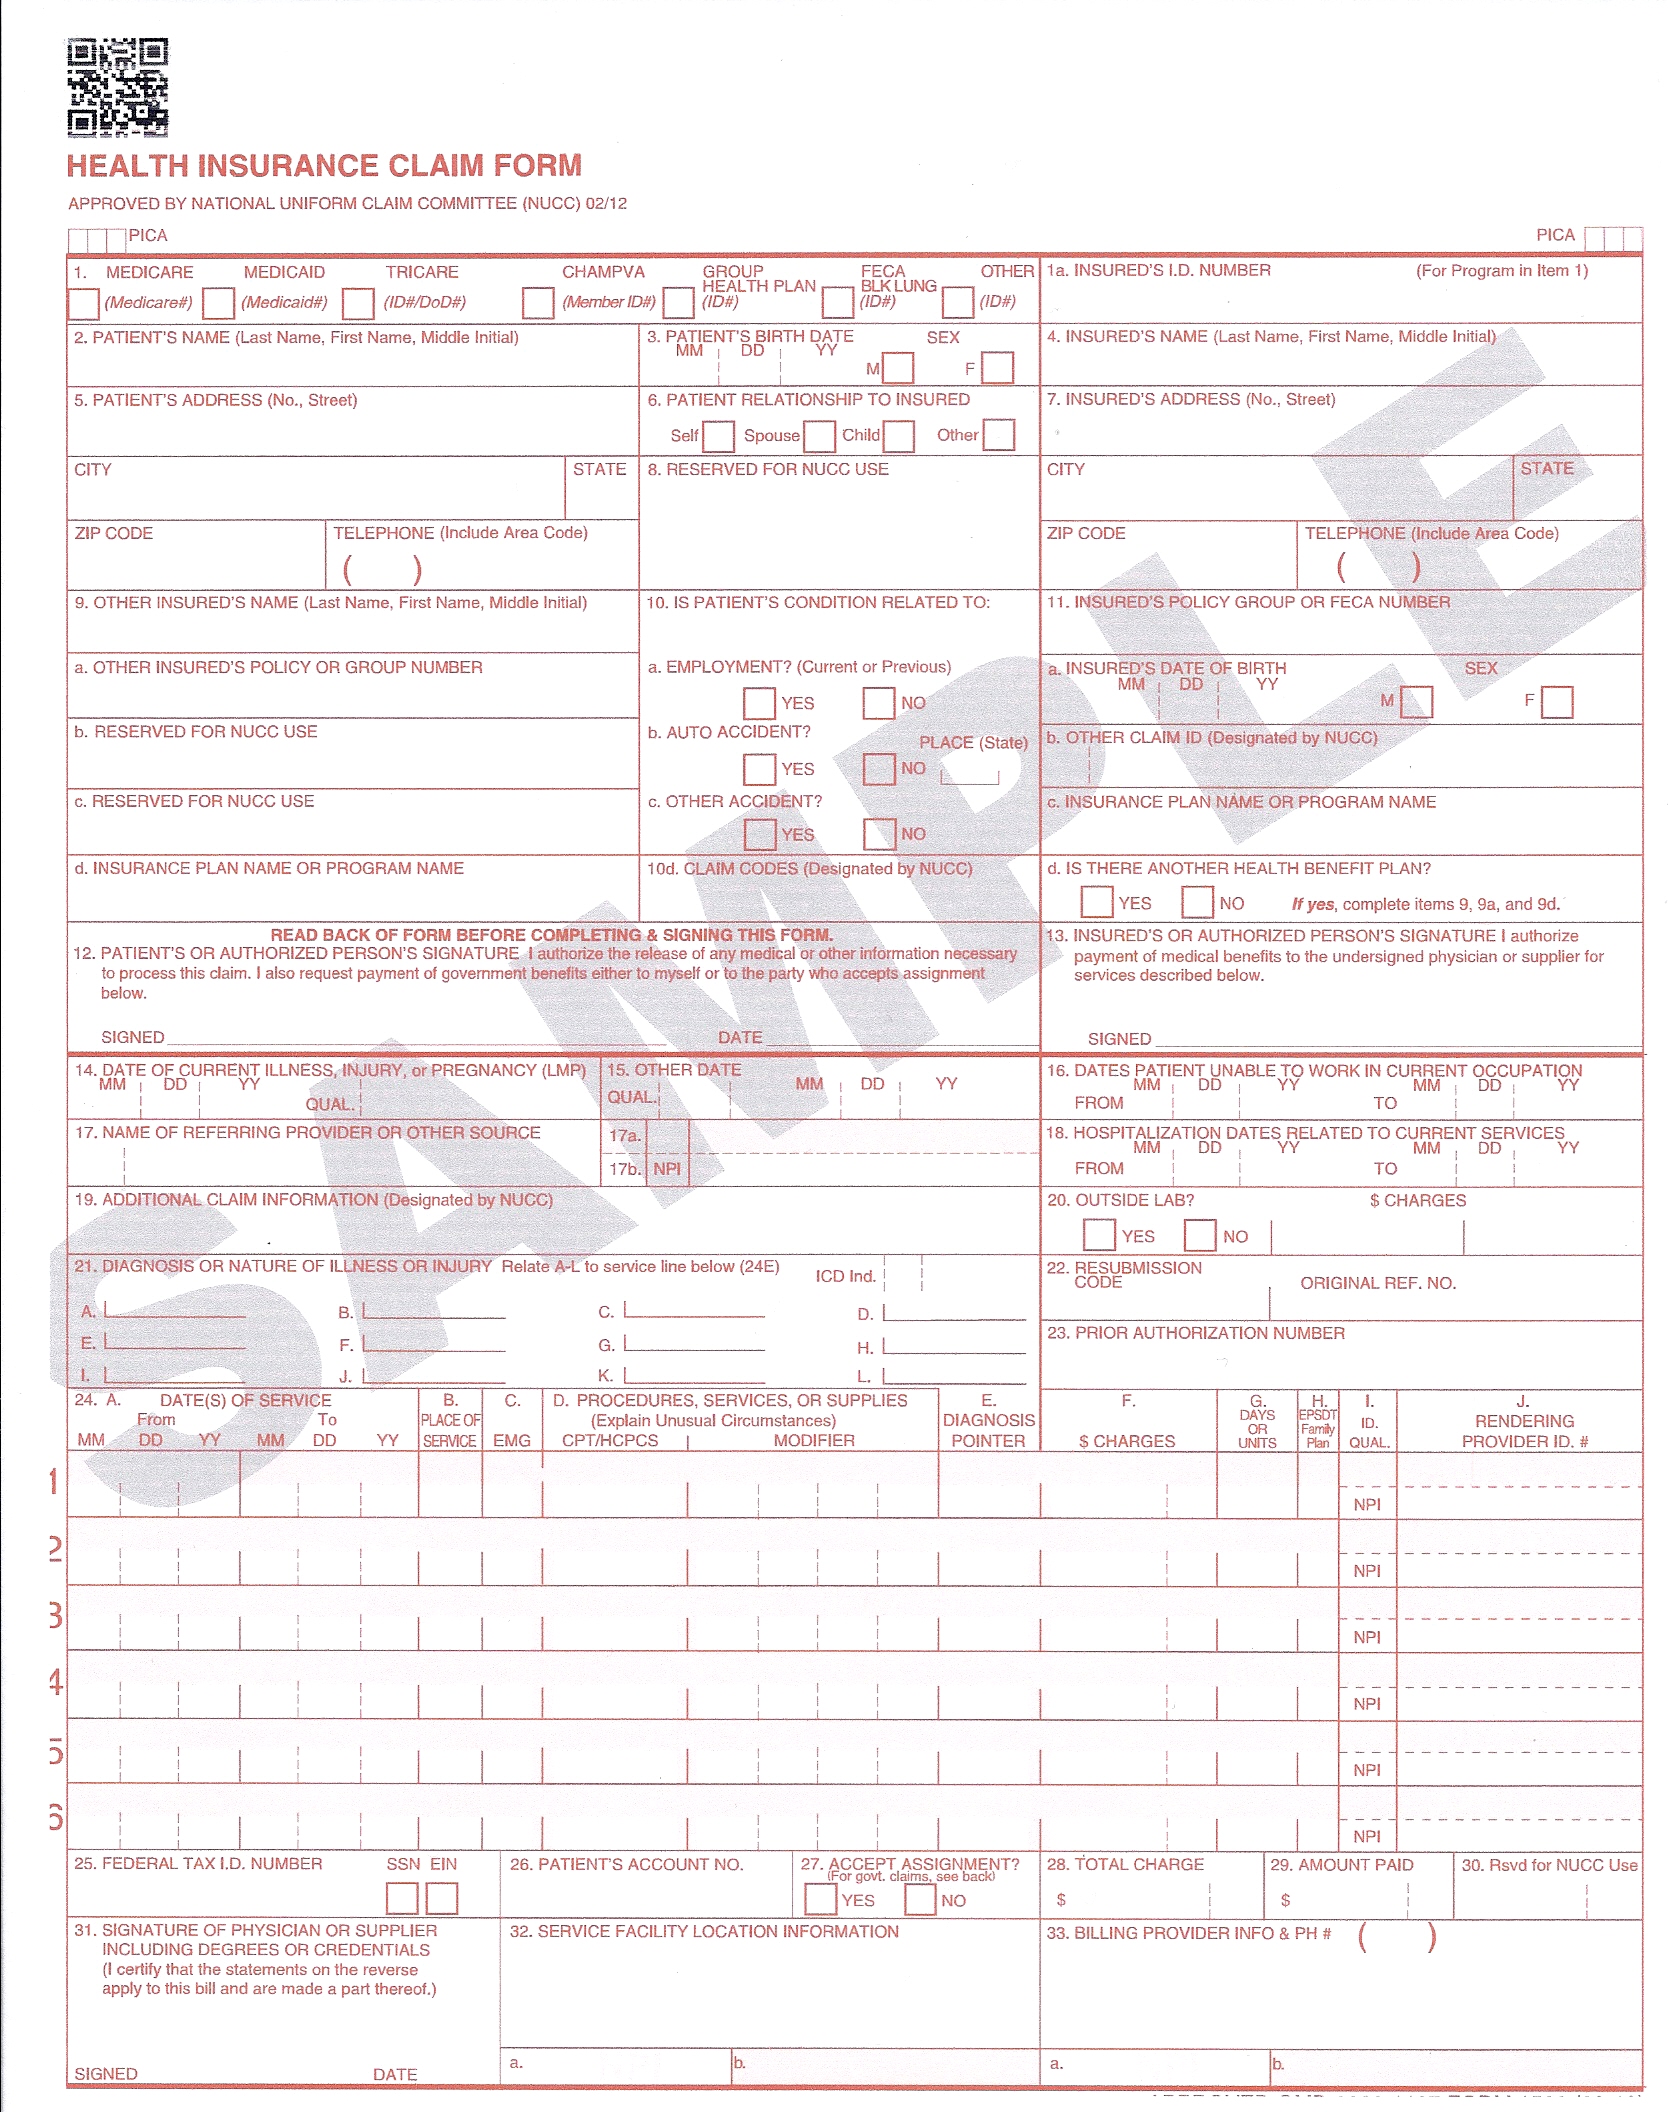 HEALTH INSURANCE CLAIM FORM
APPROVED BY NATIONAL UNIFORM CLAIM COMMITTEE (NUCC) 02/12
PICA PICA
1. MEDICARE MEDICAID TRICARE CHAMPVA GROUP HEALTH PLAN FECA BLK LUNG OTHER
(Medicare#) (Medicaid#) (ID#/DoD#) (Member ID#) (ID#) (ID#) (ID#)
1a. INSURED'S I.D. NUMBER (For Program in Item 1)
2. PATIENT'S NAME (Last Name, First Name, Middle Initial)
3. PATIENT'S BIRTH DATE SEX
MM DD YY M F
4. INSURED'S NAME (Last Name, First Name, Middle Initial)
5. PATIENT'S ADDRESS (No., Street)
6. PATIENT RELATIONSHIP TO INSURED
Self Spouse Child Other
7. INSURED'S ADDRESS (No., Street)
CITY STATE
8. RESERVED FOR NUCC USE
CITY STATE
ZIP CODE TELEPHONE (Include Area Code)
( )
ZIP CODE TELEPHONE (Include Area Code)
( )
9. OTHER INSURED'S NAME (Last Name, First Name, Middle Initial)
10. IS PATIENT'S CONDITION RELATED TO:
11. INSURED'S POLICY GROUP OR FECA NUMBER
a. OTHER INSURED'S POLICY OR GROUP NUMBER
a. EMPLOYMENT? (Current or Previous)
YES NO
a. INSURED'S DATE OF BIRTH SEX
MM DD YY M F
b. RESERVED FOR NUCC USE
b. AUTO ACCIDENT? PLACE (State)
YES NO
b. OTHER CLAIM ID (Designated by NUCC)
c. RESERVED FOR NUCC USE
c. OTHER ACCIDENT?
YES NO
c. INSURANCE PLAN NAME OR PROGRAM NAME
d. INSURANCE PLAN NAME OR PROGRAM NAME
10d. CLAIM CODES (Designated by NUCC)
d. IS THERE ANOTHER HEALTH BENEFIT PLAN?
YES NO If yes, complete items 9, 9a, and 9d.
READ BACK OF FORM BEFORE COMPLETING & SIGNING THIS FORM.
12. PATIENT'S OR AUTHORIZED PERSON'S SIGNATURE I authorize the release of any medical or other information necessary
to process this claim. I also request payment of government benefits either to myself or to the party who accepts assignment
below.
SIGNED DATE
13. INSURED'S OR AUTHORIZED PERSON'S SIGNATURE I authorize
payment of medical benefits to the undersigned physician or supplier for
services described below.
SIGNED
14. DATE OF CURRENT ILLNESS, INJURY, or PREGNANCY (LMP)
MM DD YY QUAL.
15. OTHER DATE
QUAL. MM DD YY
16. DATES PATIENT UNABLE TO WORK IN CURRENT OCCUPATION
MM DD YY MM DD YY
FROM TO
17. NAME OF REFERRING PROVIDER OR OTHER SOURCE
17a.
17b. NPI
18. HOSPITALIZATION DATES RELATED TO CURRENT SERVICES
MM DD YY MM DD YY
FROM TO
19. ADDITIONAL CLAIM INFORMATION (Designated by NUCC)
20. OUTSIDE LAB? $ CHARGES
YES NO
21. DIAGNOSIS OR NATURE OF ILLNESS OR INJURY Relate A-L to service line below (24E) ICD Ind.
A. B. C. D.
E. F. G. H.
I. J. K. L.
22. RESUBMISSION
CODE ORIGINAL REF. NO.
23. PRIOR AUTHORIZATION NUMBER
24. A. DATE(S) OF SERVICE B. C. D. PROCEDURES, SERVICES, OR SUPPLIES E. F. G. H. I. J.
From To PLACE OF (Explain Unusual Circumstances) DIAGNOSIS DAYS OR EPSDT Family ID. RENDERING
MM DD YY MM DD YY SERVICE EMG CPT/HCPCS MODIFIER POINTER $ CHARGES UNITS Plan QUAL. PROVIDER ID. #
1 NPI
2 NPI
3 NPI
4 NPI
5 NPI
6 NPI
25. FEDERAL TAX I.D. NUMBER SSN EIN
26. PATIENT'S ACCOUNT NO.
27. ACCEPT ASSIGNMENT?
(For govt. claims, see back)
YES NO
28. TOTAL CHARGE
$
29. AMOUNT PAID
$
30. Rsvd for NUCC Use
31. SIGNATURE OF PHYSICIAN OR SUPPLIER
INCLUDING DEGREES OR CREDENTIALS
(I certify that the statements on the reverse
apply to this bill and are made a part thereof.)
SIGNED DATE
32. SERVICE FACILITY LOCATION INFORMATION
a. b.
33. BILLING PROVIDER INFO & PH # ( )
a. b.
SAMPLE